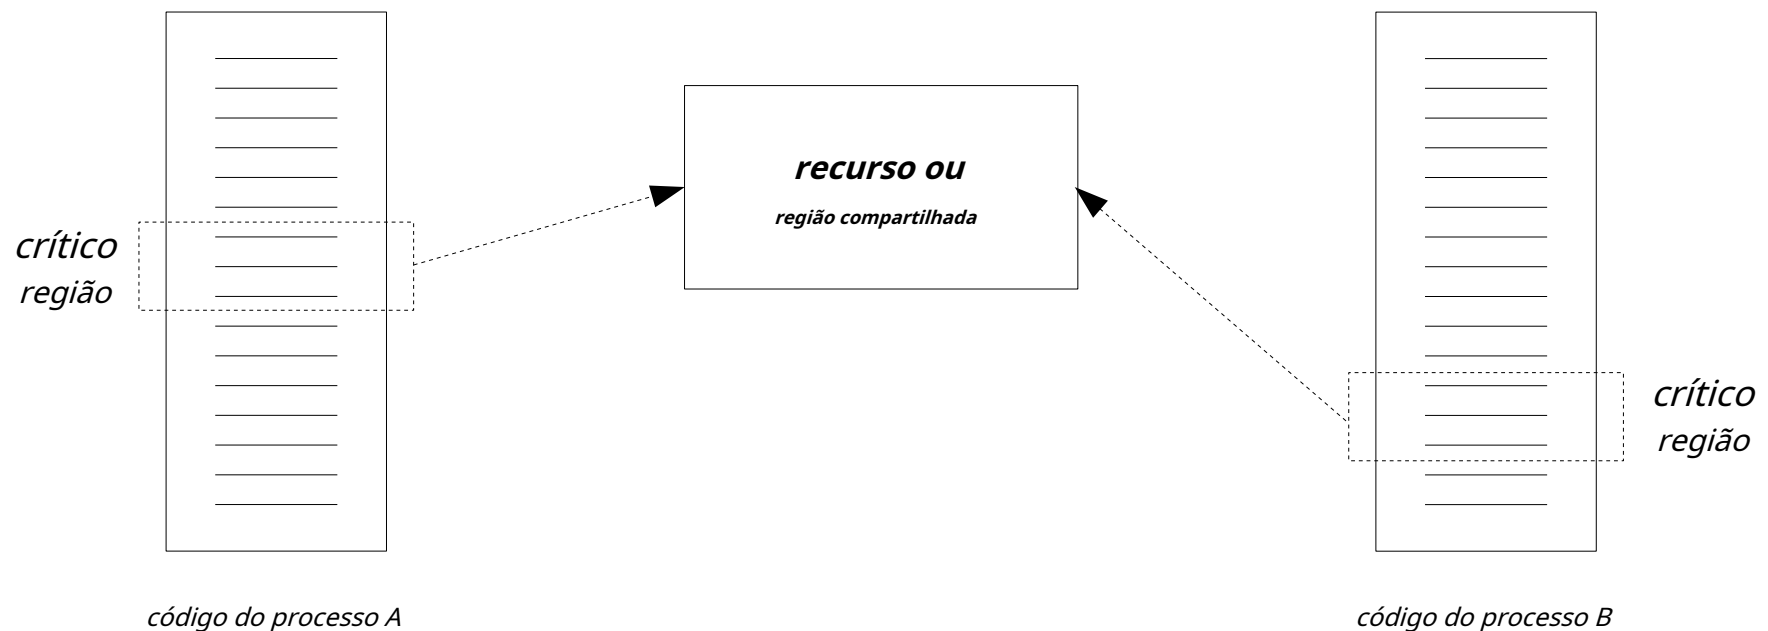 recurso ou
região compartilhada
crítico
região
crítico
região
código do processo A
código do processo B